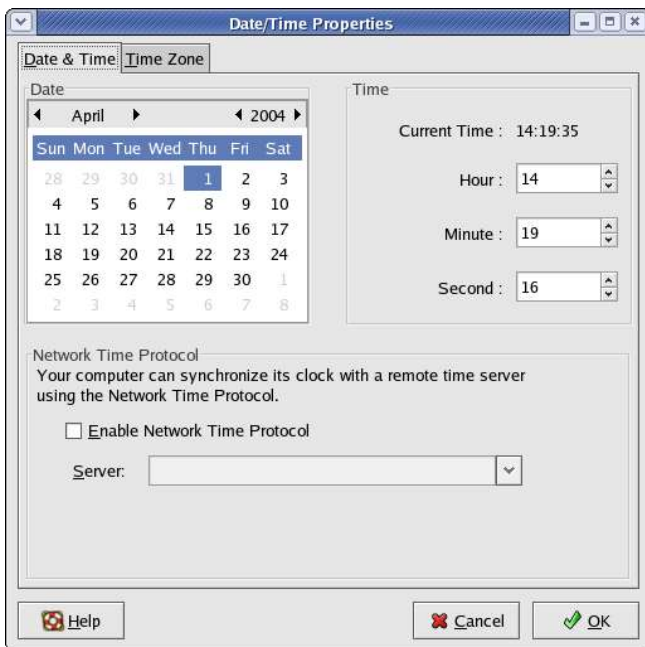 Date/Time Properties
Date & Time Time Zone
Date
April 2004
Sun Mon Tue Wed Thu Fri Sat
28 29 30 31 1 2 3
4 5 6 7 8 9 10
11 12 13 14 15 16 17
18 19 20 21 22 23 24
25 26 27 28 29 30 1
2 3 4 5 6 7 8
Time
Current Time : 14:19:35
Hour : 14
Minute : 19
Second : 16
Network Time Protocol
Your computer can synchronize its clock with a remote time server
using the Network Time Protocol.
Enable Network Time Protocol
Server:
Help Cancel OK